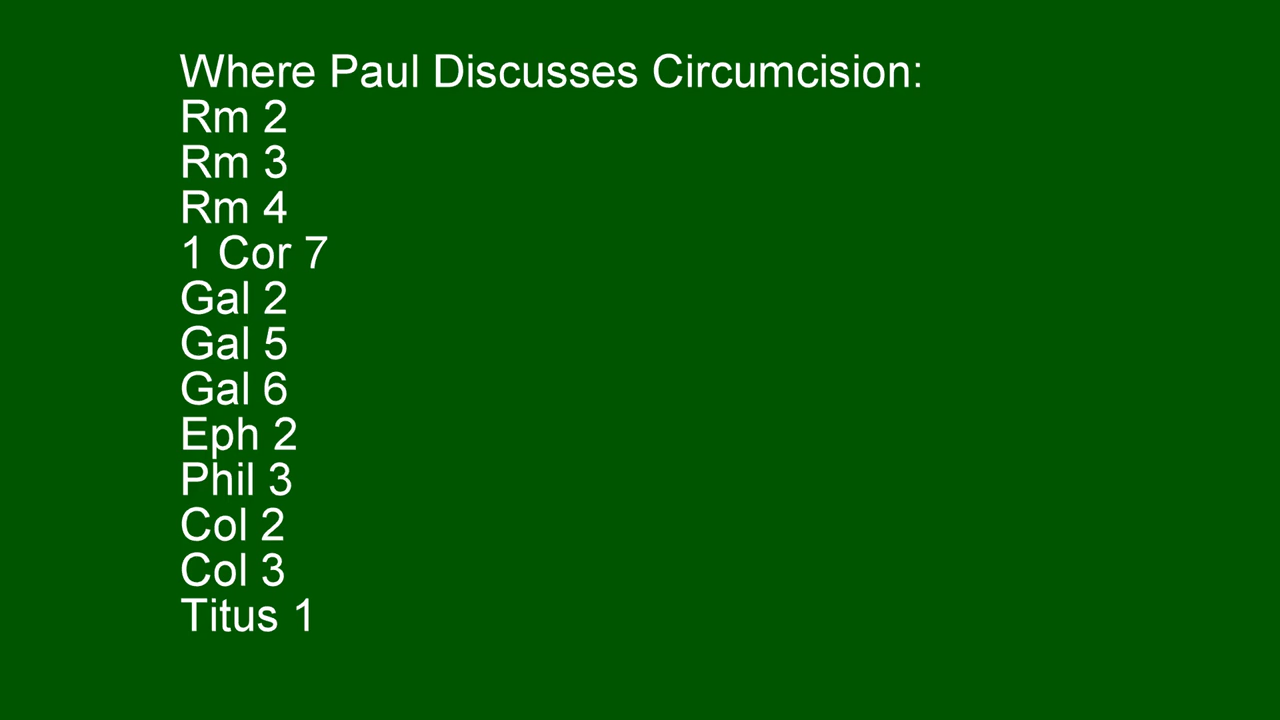 Where Paul Discusses Circumcision:
Rm 2
Rm 3
Rm 4
1 Cor 7
Gal 2
Gal 5
Gal 6
Eph 2
Phil 3
Col 2
Col 3
Titus 1